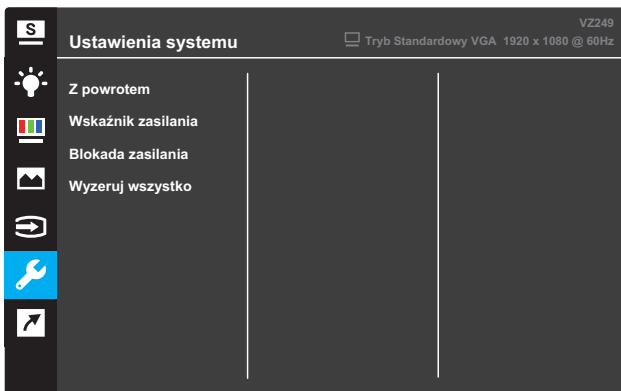 S
VZ249
Ustawienia systemu
Tryb Standardowy VGA 1920 x 1080 @ 60Hz
Z powrotem
Wskaźnik zasilania
Blokada zasilania
Wyzeruj wszystko